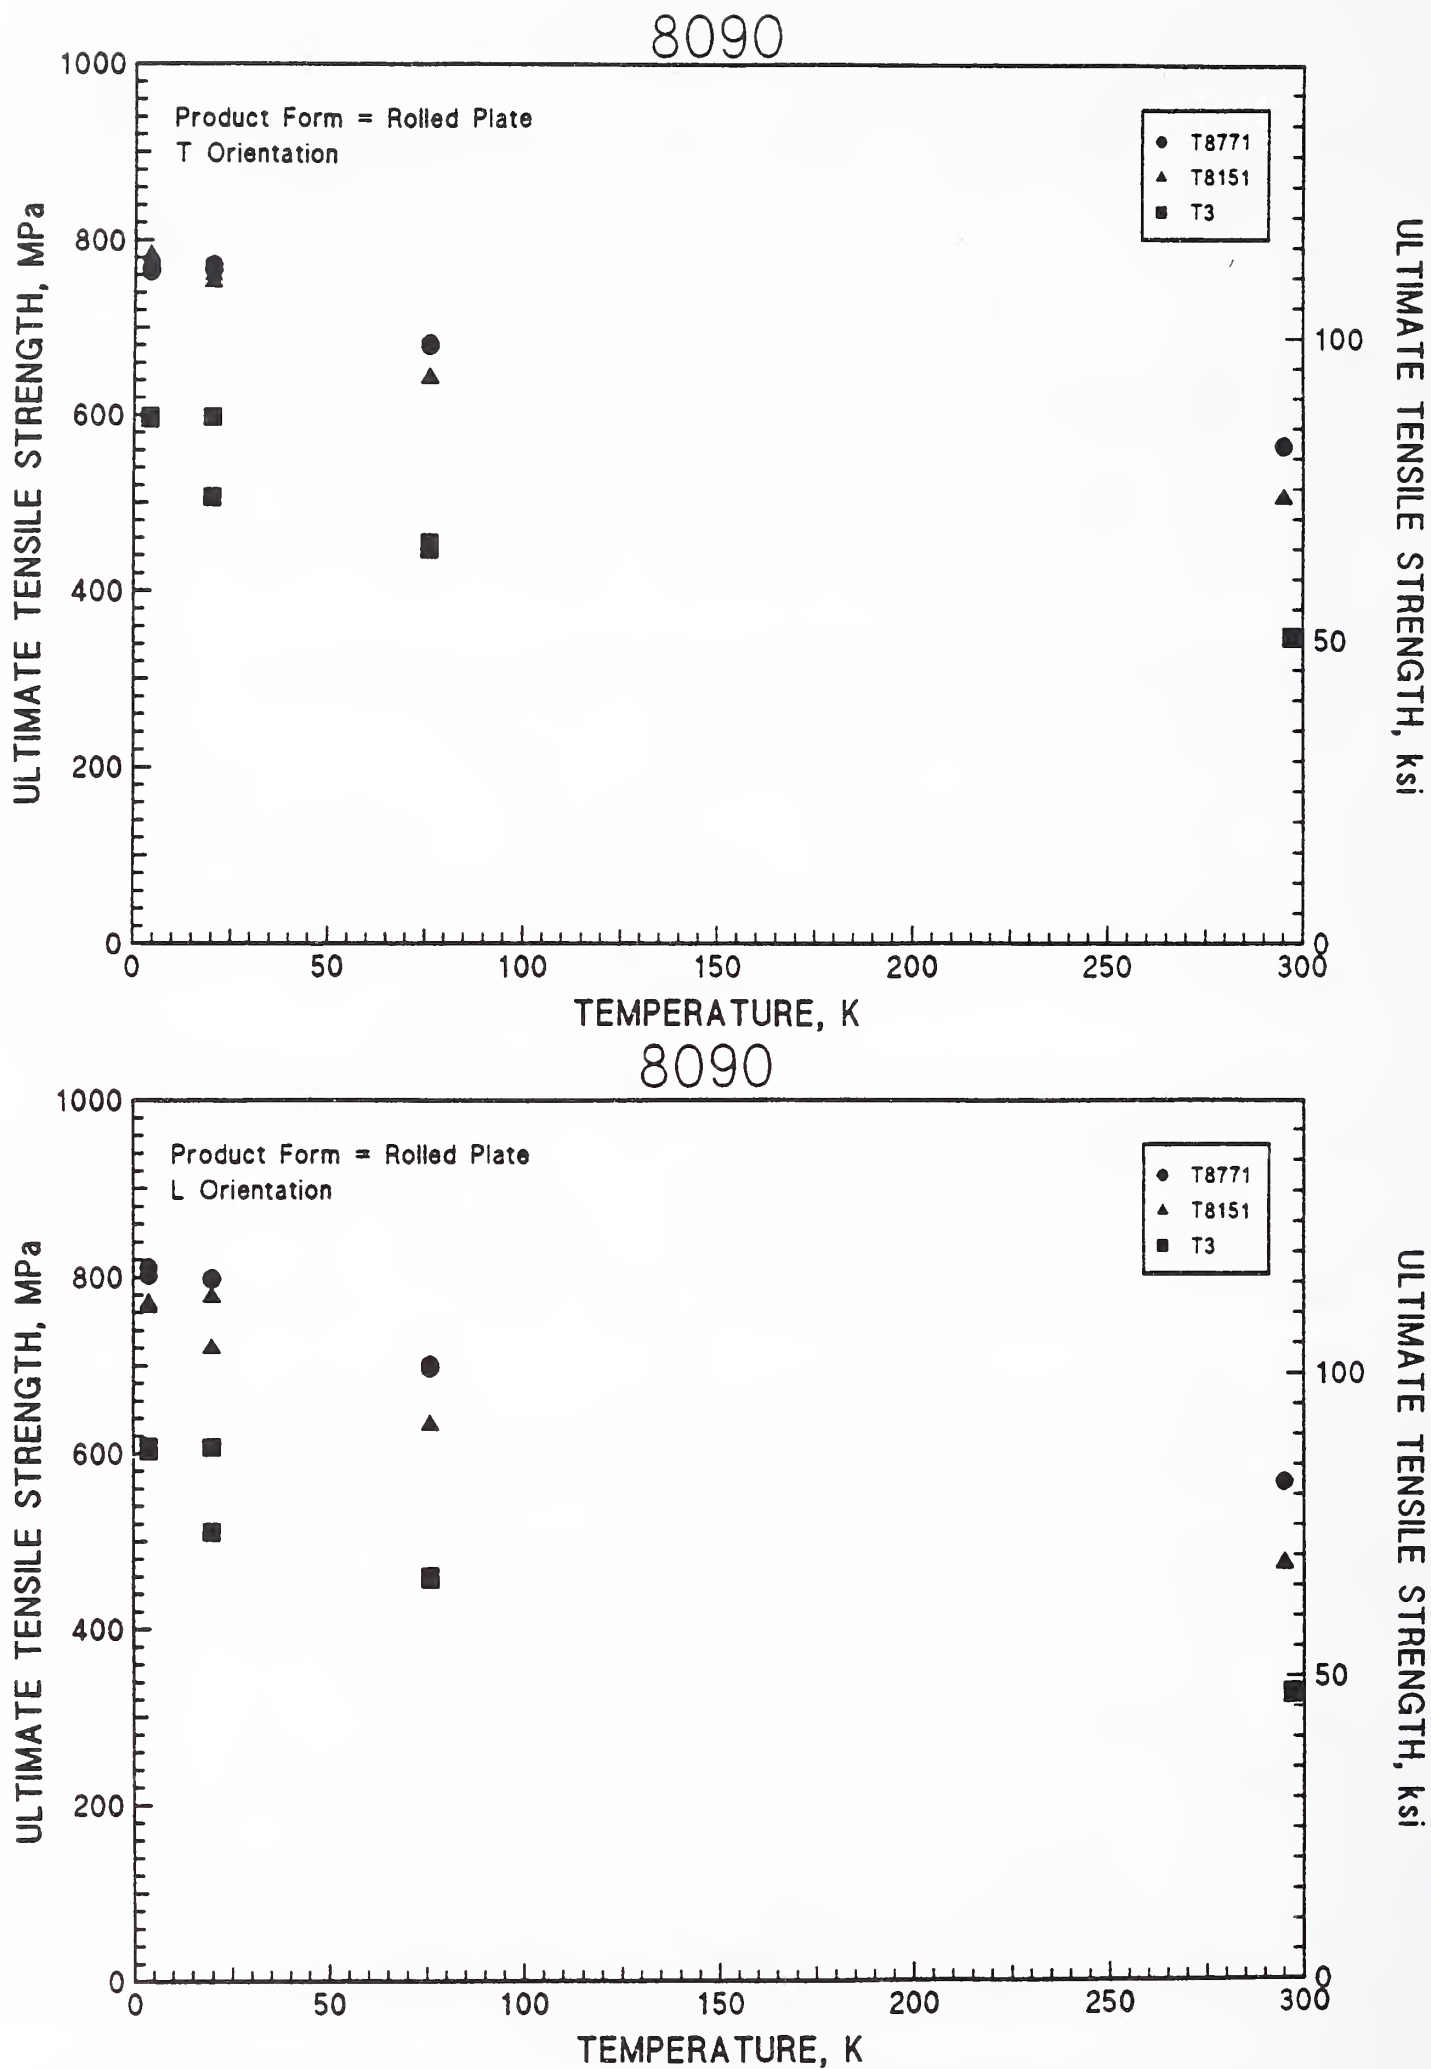 8090
1000
Product Form = Rolled Plate
T Orientation
T8771
T8151
T3
800
600
400
200
0
100
50
0
ULTIMATE TENSILE STRENGTH, MPa
ULTIMATE TENSILE STRENGTH, ksi
0 50 100 150 200 250 300
TEMPERATURE, K
8090
1000
Product Form = Rolled Plate
L Orientation
T8771
T8151
T3
800
600
400
200
0
100
50
0
ULTIMATE TENSILE STRENGTH, MPa
ULTIMATE TENSILE STRENGTH, ksi
0 50 100 150 200 250 300
TEMPERATURE, K